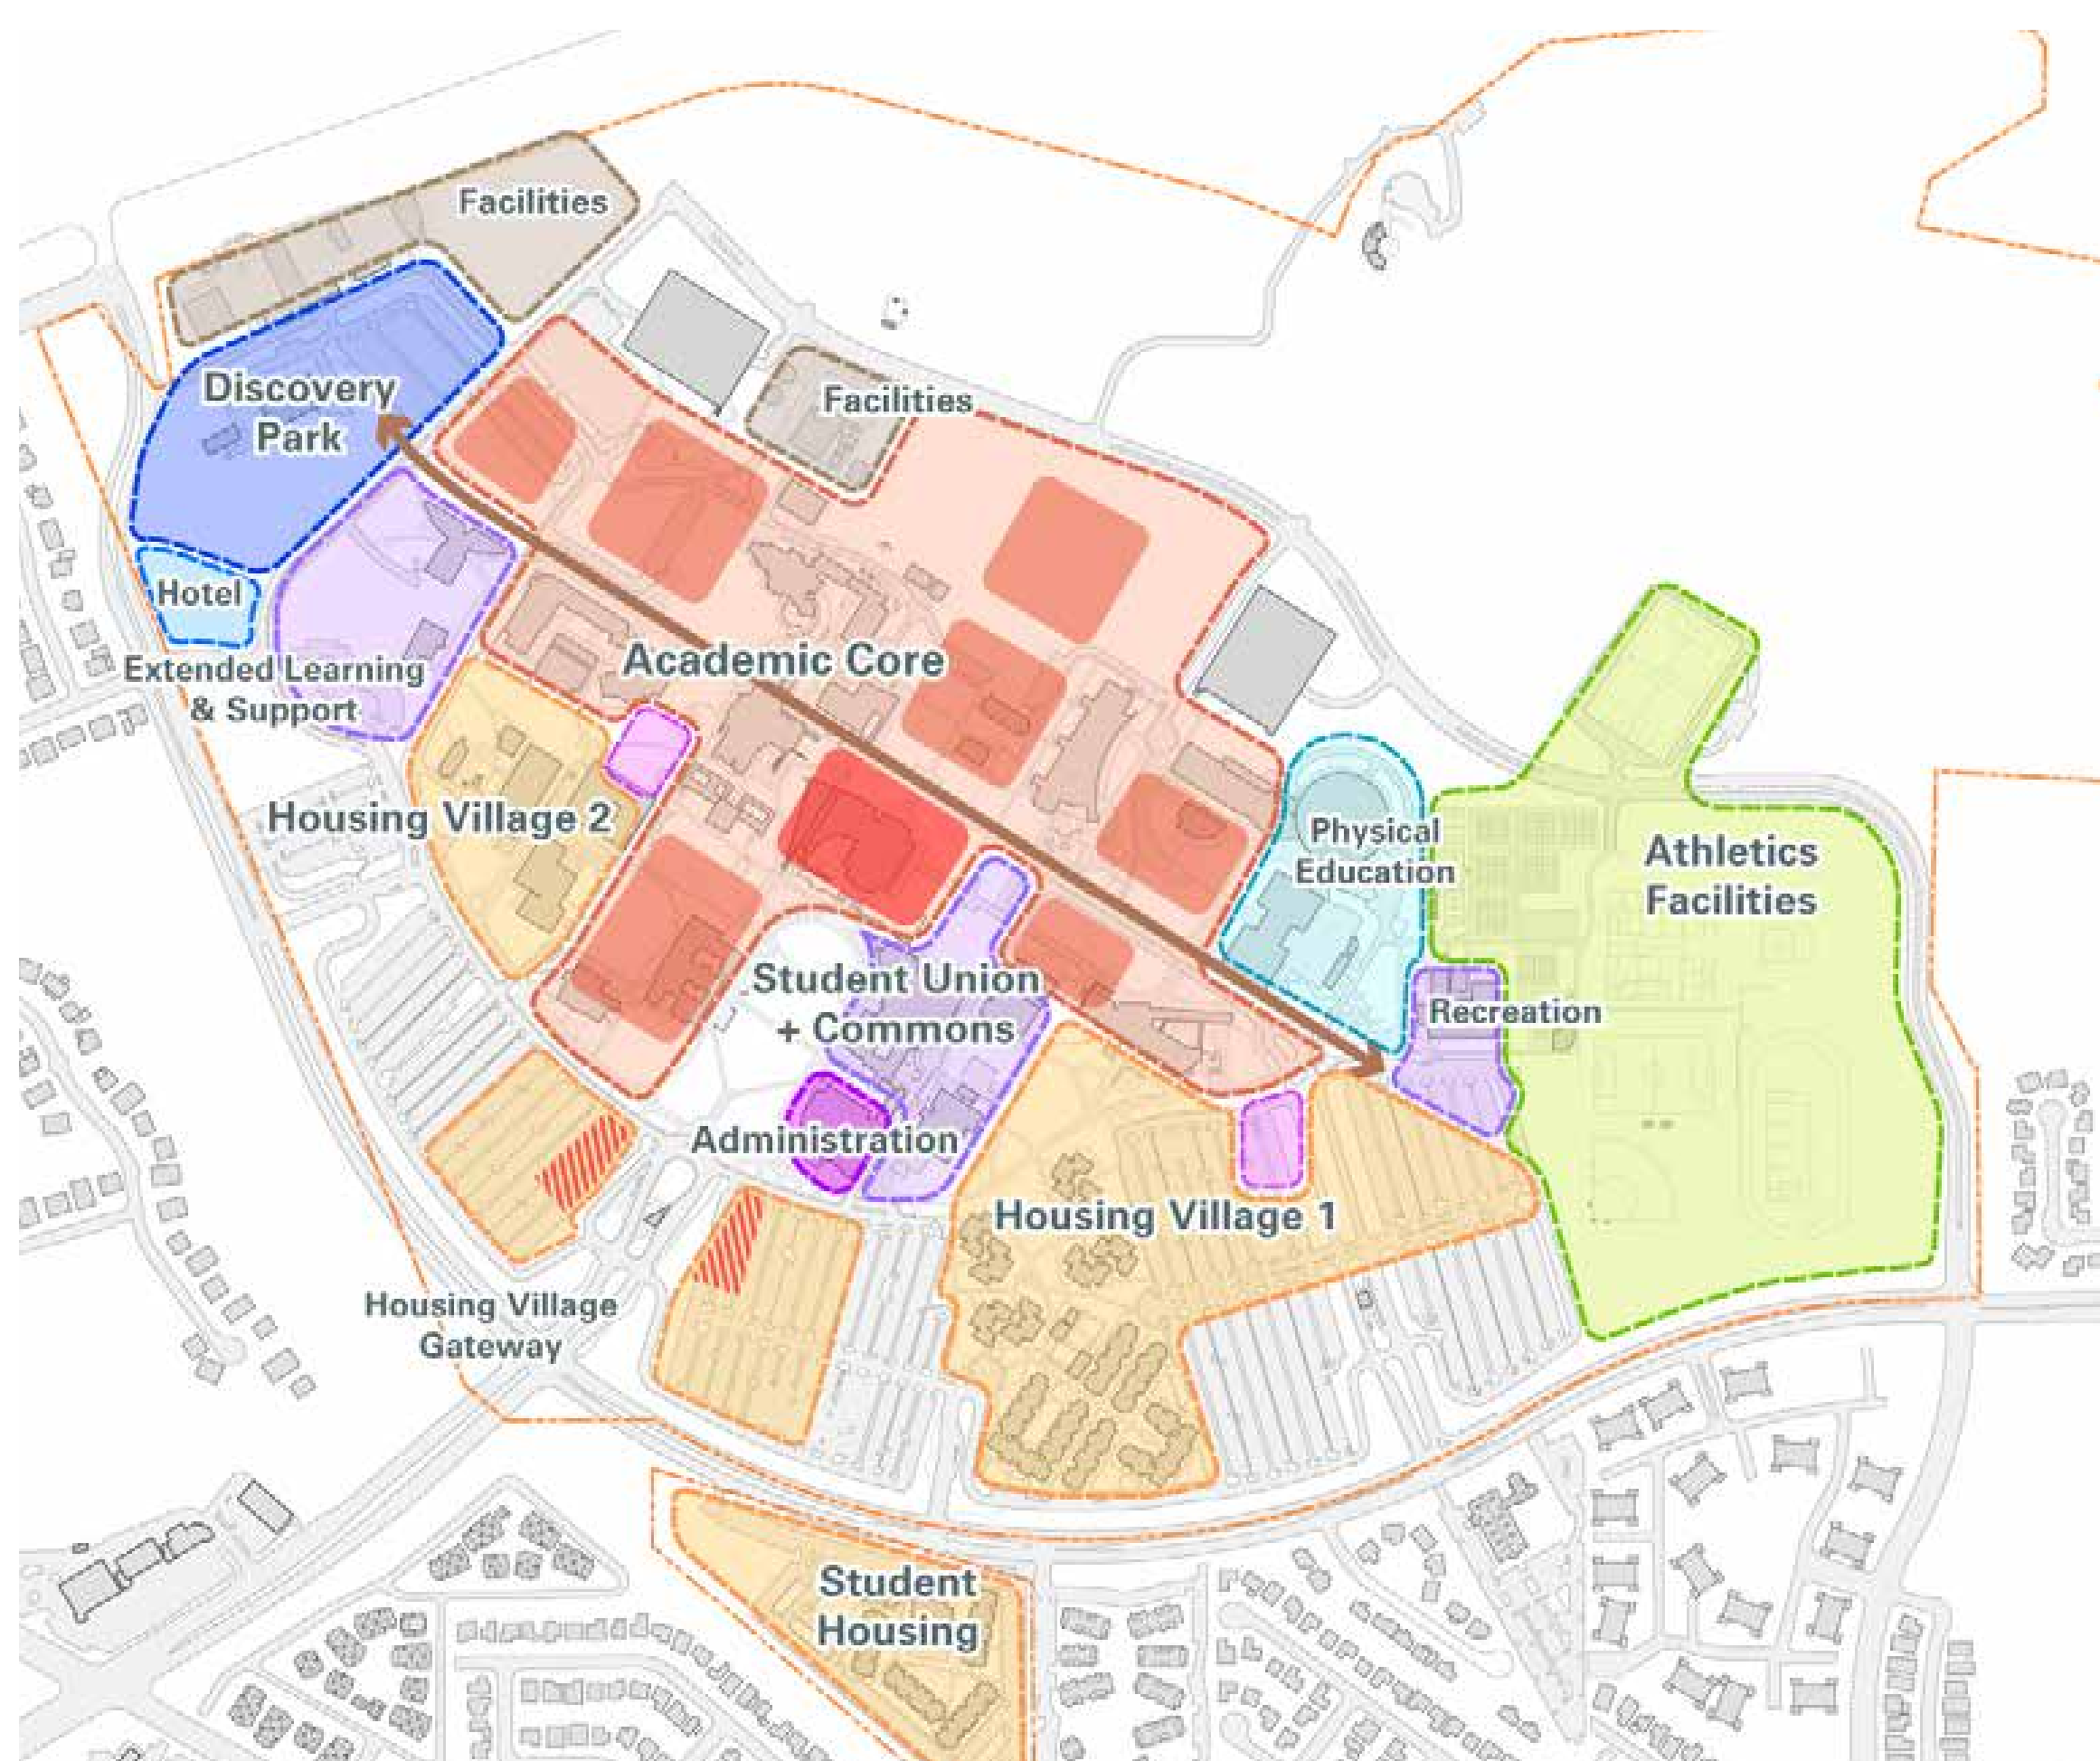 Facilities
Discovery
Park
Facilities
Hotel
Extended Learning
& Support
Academic Core
Housing Village 2
Physical
Education
Athletics
Facilities
Student Union
+ Commons
Recreation
Administration
Housing Village 1
Housing Village
Gateway
Student
Housing